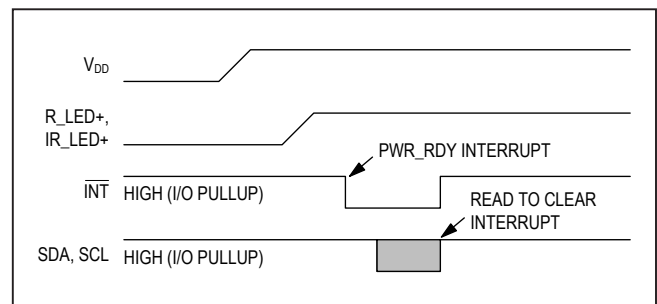 VDD
R_LED+,
IR_LED+
PWR_RDY INTERRUPT
INT HIGH (I/O PULLUP)
READ TO CLEAR
INTERRUPT
SDA, SCL HIGH (I/O PULLUP)